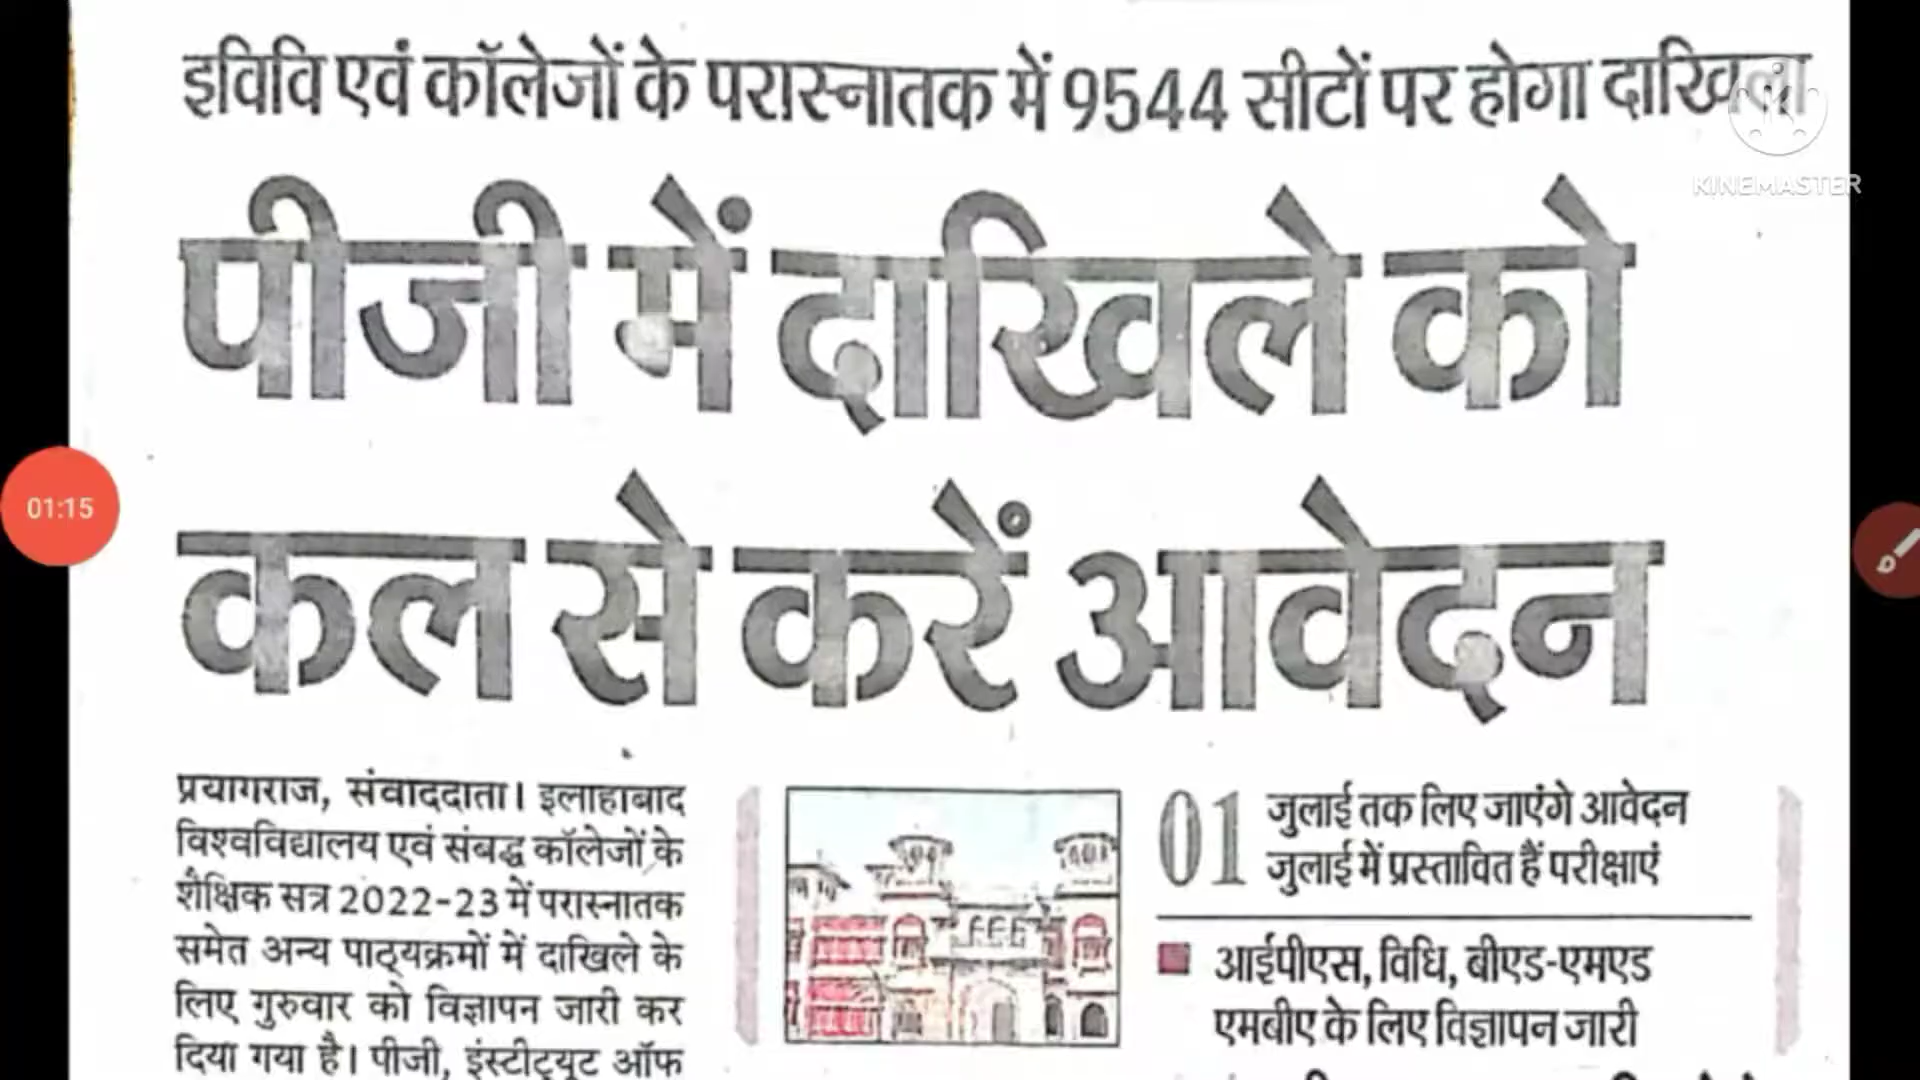 इविवि एवं कॉलेजों के परास्नातक में 9544 सीटों पर होगा दाखिला
KINEMASTER
पीजी में दाखिले को
कल से करें आवेदन
01:15
प्रयागराज, संवाददाता। इलाहाबाद
विश्वविद्यालय एवं संबद्ध कॉलेजों के
शैक्षिक सत्र 2022-23 में परास्नातक
समेत अन्य पाठ्यक्रमों में दाखिले के
लिए गुरुवार को विज्ञापन जारी कर
दिया गया है। पीजी, इंस्टीट्यूट ऑफ
01 जुलाई तक लिए जाएंगे आवेदन
जुलाई में प्रस्तावित हैं परीक्षाएं
आईपीएस, विधि, बीएड-एमएड
एमबीए के लिए विज्ञापन जारी